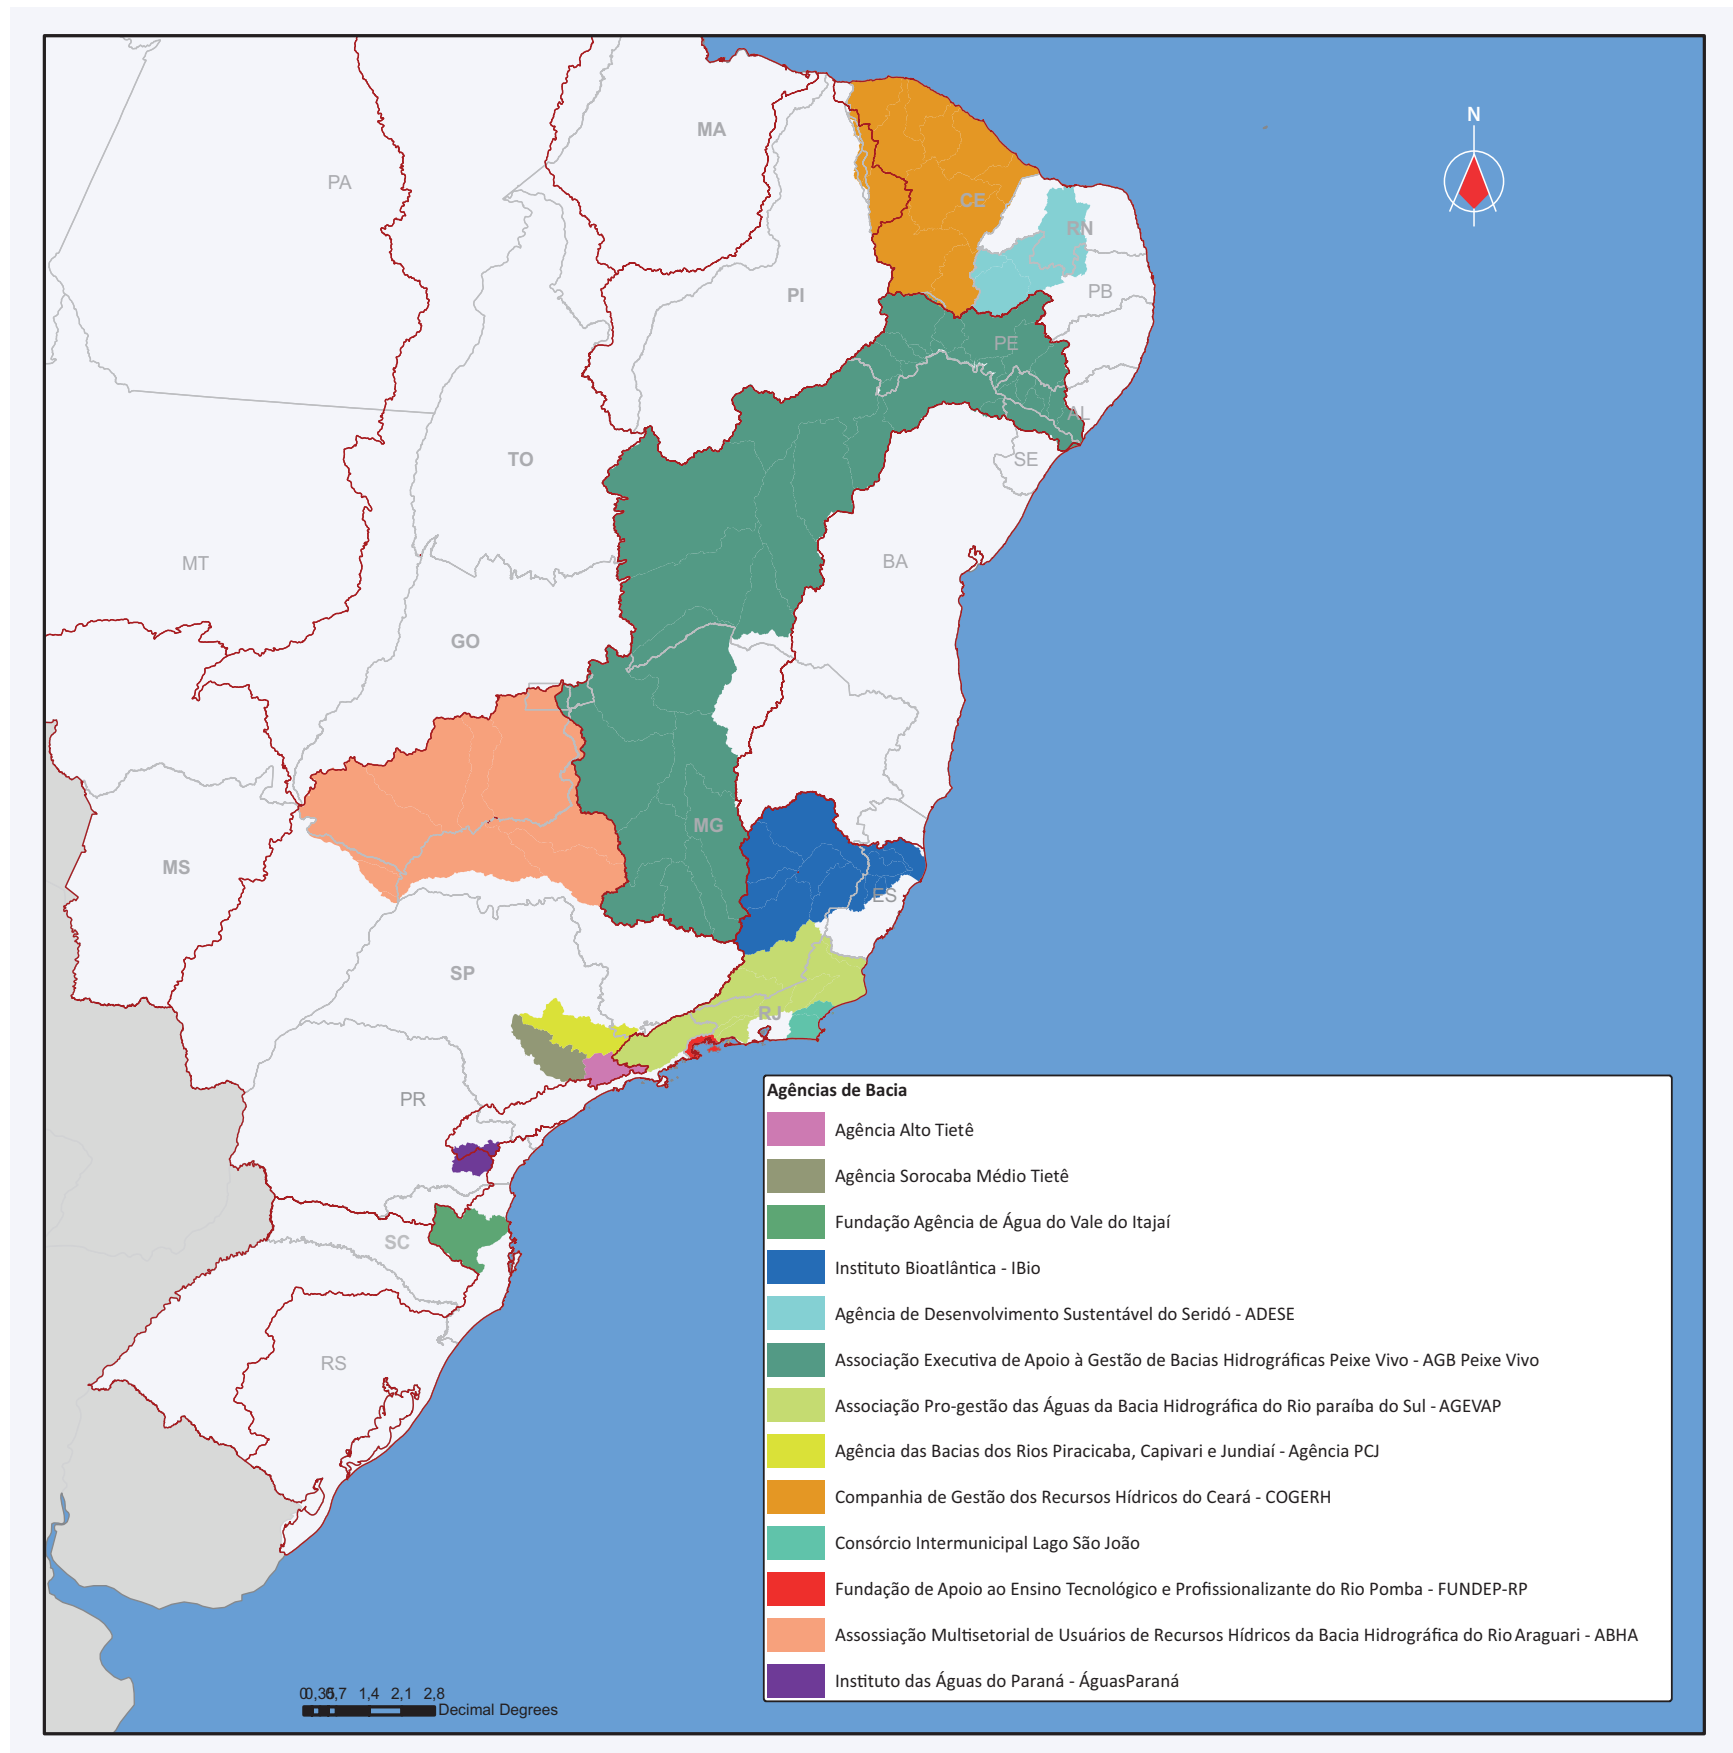 N
MA
PA
CE
RN
PI
PB
PE
AL
TO
SE
MT
BA
GO
MG
MS
ES
SP
RJ
PR
SC
RS
Agências de Bacia
Agência Alto Tietê
Agência Sorocaba Médio Tietê
Fundação Agência de Água do Vale do Itajaí
Instituto Bioatlântica - IBio
Agência de Desenvolvimento Sustentável do Seridó - ADESE
Associação Executiva de Apoio à Gestão de Bacias Hidrográficas Peixe Vivo - AGB Peixe Vivo
Associação Pro-gestão das Águas da Bacia Hidrográfica do Rio paraíba do Sul - AGEVAP
Agência das Bacias dos Rios Piracicaba, Capivari e Jundiaí - Agência PCJ
Companhia de Gestão dos Recursos Hídricos do Ceará - COGERH
Consórcio Intermunicipal Lago São João
Fundação de Apoio ao Ensino Tecnológico e Profissionalizante do Rio Pomba - FUNDEP-RP
Assossiação Multisetorial de Usuários de Recursos Hídricos da Bacia Hidrográfica do Rio Araguari - ABHA
Instituto das Águas do Paraná - ÁguasParaná
0 0,35 0,7 1,4 2,1 2,8
Decimal Degrees